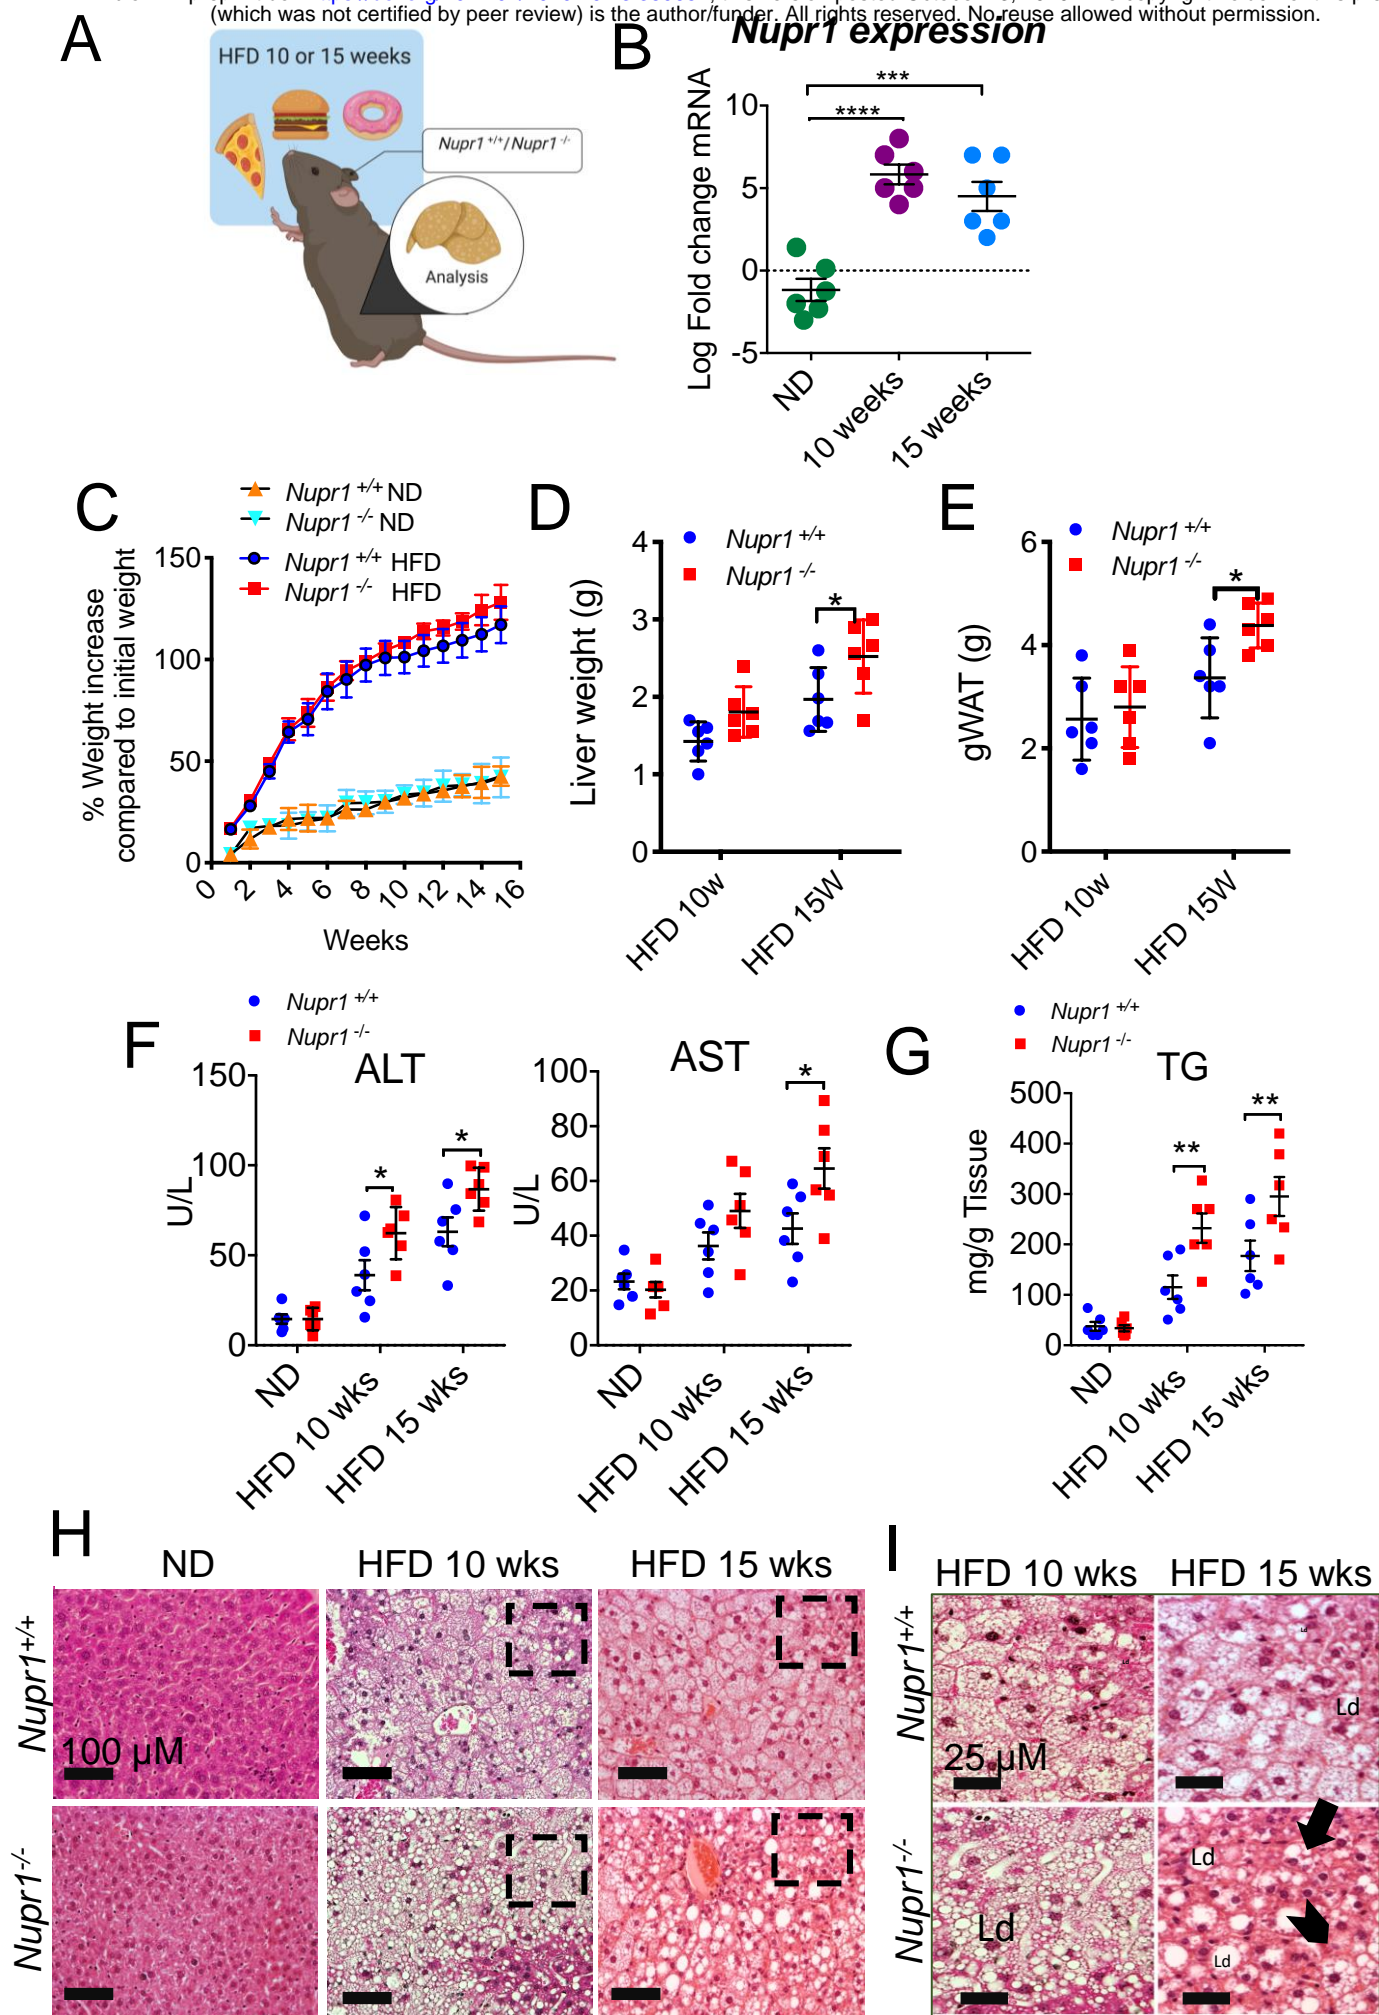 (which was not certified by peer review) is the author/funder. All rights reserved. No reuse allowed without permission.
A
HFD 10 or 15 weeks
Nupr1 +/+/Nupr1 -/-
Analysis
B
Nupr1 expression
Log Fold change mRNA
***
****
10
5
0
-5
ND
10 weeks
15 weeks
C
Nupr1 +/+ ND
Nupr1 -/- ND
Nupr1 +/+ HFD
Nupr1 -/- HFD
% Weight increase
compared to initial weight
150
100
50
0
0 2 4 6 8 10 12 14 16
Weeks
D
Nupr1 +/+
Nupr1 -/-
Liver weight (g)
4
3
2
1
0
*
HFD 10w
HFD 15W
E
Nupr1 +/+
Nupr1 -/-
gWAT (g)
6
4
2
0
*
HFD 10w
HFD 15W
F
Nupr1 +/+
Nupr1 -/-
ALT
U/L
150
100
50
0
*
*
ND
HFD 10 wks
HFD 15 wks
AST
U/L
100
80
60
40
20
0
*
ND
HFD 10 wks
HFD 15 wks
G
Nupr1 +/+
Nupr1 -/-
TG
mg/g Tissue
500
400
300
200
100
0
**
**
ND
HFD 10 wks
HFD 15 wks
H
ND
HFD 10 wks
HFD 15 wks
Nupr1+/+
100 µM
Nupr1-/-
I
HFD 10 wks
HFD 15 wks
Nupr1+/+
25 µM
Ld
Ld
Ld
Nupr1-/-
Ld
Ld
Ld